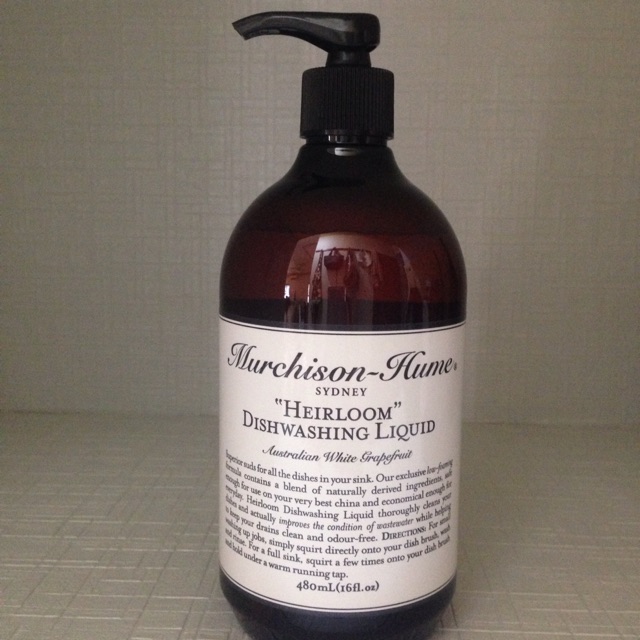 Murchison-Hume®
SYDNEY
"HEIRLOOM"
DISHWASHING LIQUID
Australian White Grapefruit
Superior suds for all the dishes in your sink. Our exclusive low-foaming
formula contains a blend of naturally derived ingredients,
enough for use on your very best china and economical enough for
everyday. Heirloom Dishwashing Liquid thoroughly cleans your
dishes and actually improves the condition of wastewater while helping
to keep your drains clean and odour-free. DIRECTIONS: For small
washing up jobs, simply squirt directly onto your dish brush, wash
and rinse. For a full sink, squirt a few times onto your dish brush
and hold under a warm running tap.
480mL(16fl.oz)